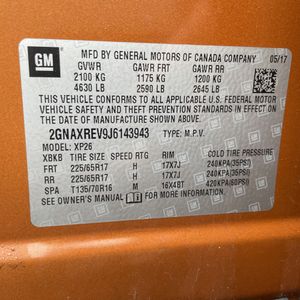 GM
MFD BY GENERAL MOTORS OF CANADA COMPANY 05/17
GVWR GAWR FRT GAWR RR
2100 KG 1175 KG 1200 KG
4630 LB 2590 LB 2645 LB
THIS VEHICLE CONFORMS TO ALL APPLICABLE U.S. FEDERAL
MOTOR VEHICLE SAFETY, BUMPER, AND THEFT PREVENTION
STANDARDS IN EFFECT ON THE DATE OF MANUFACTURE SHOWN ABOVE.
2GNAXREV9J6143943 TYPE: M.P.V.
MODEL: XP26
XBKB TIRE SIZE SPEED RTG RIM COLD TIRE PRESSURE
FRT 225/65R17 H 17X7J 240KPA(35PSI)
RR 225/65R17 H 17X7J 240KPA(35PSI)
SPA T135/70R16 M 16X4BT 420KPA(60PSI)
SEE OWNER'S MANUAL FOR MORE INFORMATION.